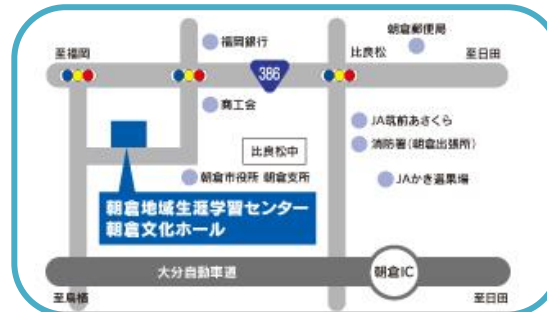 朝倉郵便局
福岡銀行
至福岡
比良松
至日田
386
商工会
JA筑前あさくら
消防署(朝倉出張所)
比良松中
朝倉市役所 朝倉支所
JAかき選果場
朝倉地域生涯学習センター
朝倉文化ホール
大分自動車道
朝倉IC
至鳥栖
至日田